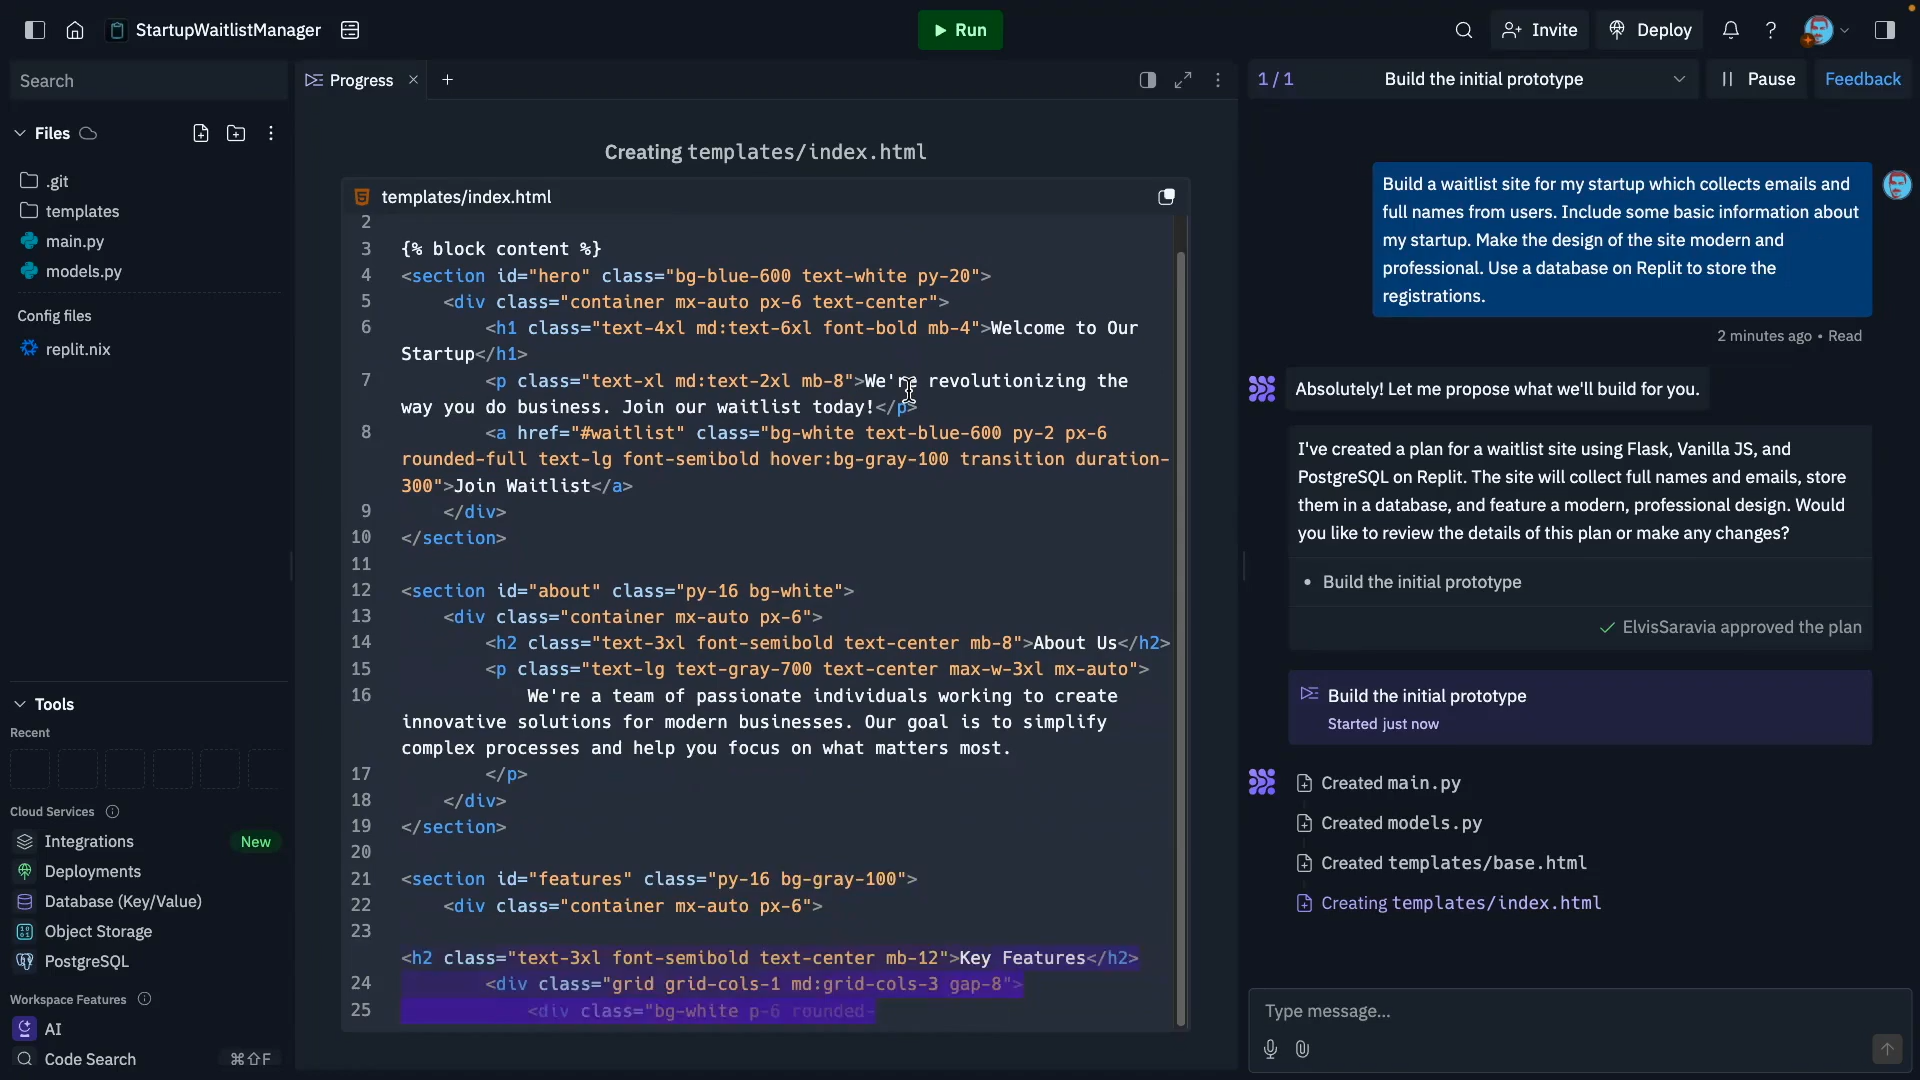 StartupWaitlistManager
Run
Invite
Deploy
?
Search
Progress
1 / 1
Build the initial prototype
Pause
Feedback
Files
.git
templates
main.py
models.py
Config files
replit.nix
Tools
Recent
Cloud Services
Integrations
New
Deployments
Database (Key/Value)
Object Storage
PostgreSQL
Workspace Features
AI
Code Search
⌘⇧F
Creating templates/index.html
templates/index.html
2
3 {% block content %}
4 <section id="hero" class="bg-blue-600 text-white py-20">
5 <div class="container mx-auto px-6 text-center">
6 <h1 class="text-4xl md:text-6xl font-bold mb-4">Welcome to Our
Startup</h1>
7 <p class="text-xl md:text-2xl mb-8">We're revolutionizing the
way you do business. Join our waitlist today!</p>
8 <a href="#waitlist" class="bg-white text-blue-600 py-2 px-6
rounded-full text-lg font-semibold hover:bg-gray-100 transition duration-
300">Join Waitlist</a>
9 </div>
10 </section>
11
12 <section id="about" class="py-16 bg-white">
13 <div class="container mx-auto px-6">
14 <h2 class="text-3xl font-semibold text-center mb-8">About Us</h2>
15 <p class="text-lg text-gray-700 text-center max-w-3xl mx-auto">
16 We're a team of passionate individuals working to create
innovative solutions for modern businesses. Our goal is to simplify
complex processes and help you focus on what matters most.
17 </p>
18 </div>
19 </section>
20
21 <section id="features" class="py-16 bg-gray-100">
22 <div class="container mx-auto px-6">
23
<h2 class="text-3xl font-semibold text-center mb-12">Key Features</h2>
24 <div class="grid grid-cols-1 md:grid-cols-3 gap-8">
25 <div class="bg-white p-6 rounded-
Build a waitlist site for my startup which collects emails and
full names from users. Include some basic information about
my startup. Make the design of the site modern and
professional. Use a database on Replit to store the
registrations.
2 minutes ago • Read
Absolutely! Let me propose what we'll build for you.
I've created a plan for a waitlist site using Flask, Vanilla JS, and
PostgreSQL on Replit. The site will collect full names and emails, store
them in a database, and feature a modern, professional design. Would
you like to review the details of this plan or make any changes?
• Build the initial prototype
ElvisSaravia approved the plan
Build the initial prototype
Started just now
Created main.py
Created models.py
Created templates/base.html
Creating templates/index.html
Type message...